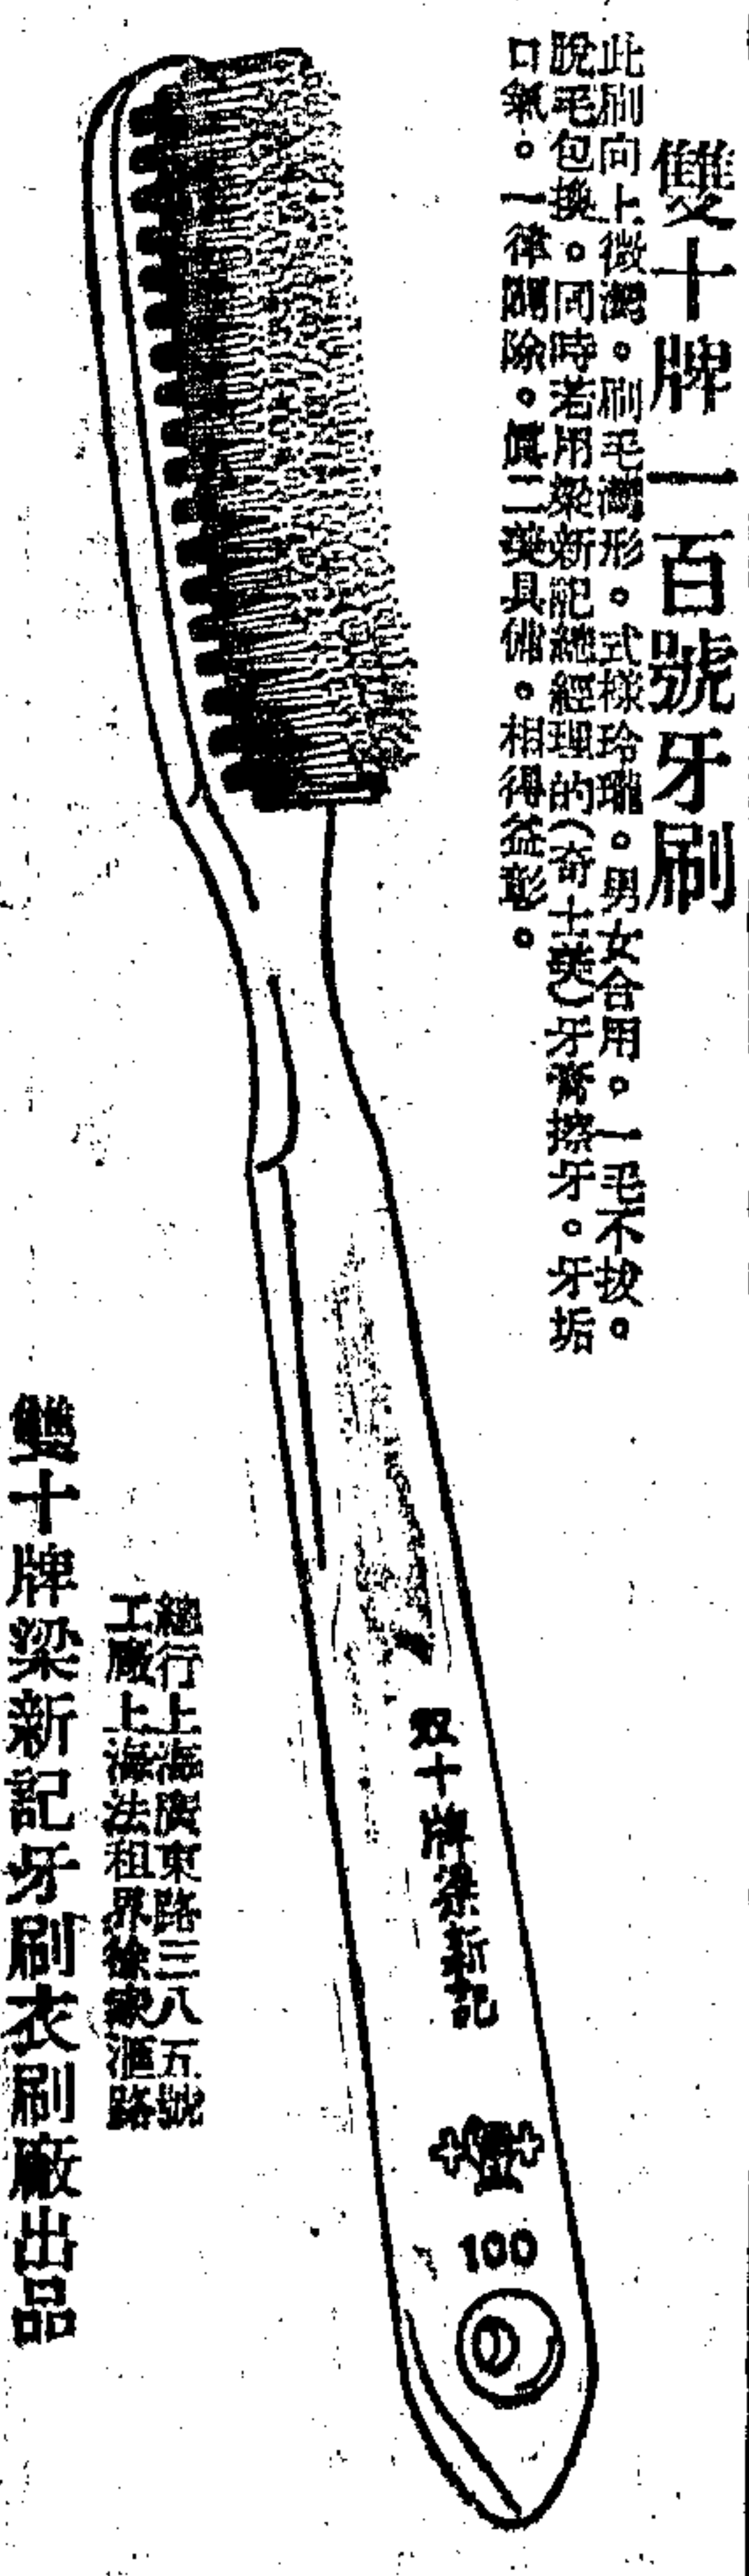 雙十牌一百號牙刷
此刷向上微灣。刷毛 形。式樣玲瓏。男女合用。一毛不拔。
脫毛包換。同時若用梁新記總經理的(奇士美)牙膏擦牙。牙垢
口氣。一律 除。眞二美具備。相得益彰。
双十牌梁新記
100
總行上海廣東路三八五號
工廠上海法租界徐家滙路
雙十牌梁新記牙刷衣刷廠出品